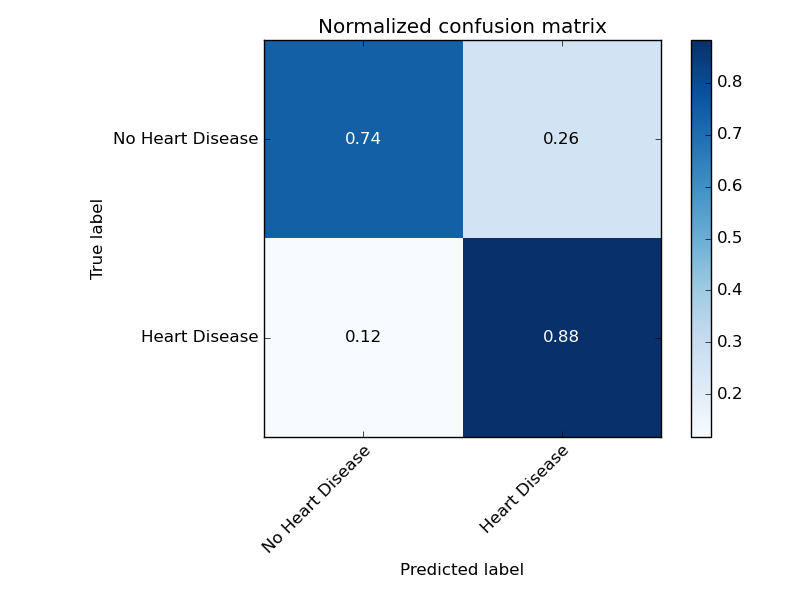 Normalized confusion matrix
No Heart Disease
0.74
0.26
Heart Disease
0.12
0.88
True label
No Heart Disease
Heart Disease
Predicted label
0.8
0.7
0.6
0.5
0.4
0.3
0.2